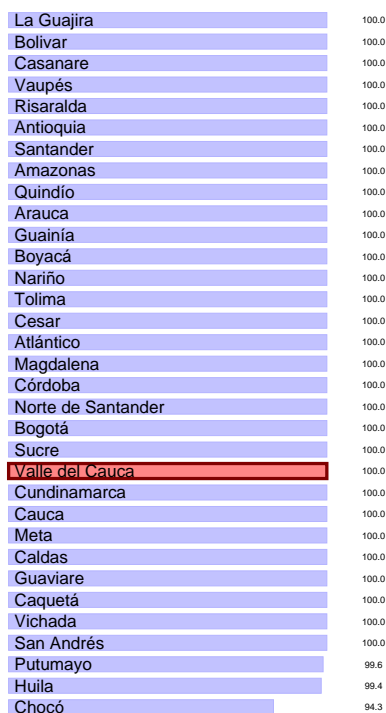 La Guajira 100.0
Bolivar 100.0
Casanare 100.0
Vaupés 100.0
Risaralda 100.0
Antioquia 100.0
Santander 100.0
Amazonas 100.0
Quindío 100.0
Arauca 100.0
Guainía 100.0
Boyacá 100.0
Nariño 100.0
Tolima 100.0
Cesar 100.0
Atlántico 100.0
Magdalena 100.0
Córdoba 100.0
Norte de Santander 100.0
Bogotá 100.0
Sucre 100.0
Valle del Cauca 100.0
Cundinamarca 100.0
Cauca 100.0
Meta 100.0
Caldas 100.0
Guaviare 100.0
Caquetá 100.0
Vichada 100.0
San Andrés 100.0
Putumayo 99.6
Huila 99.4
Chocó 94.3